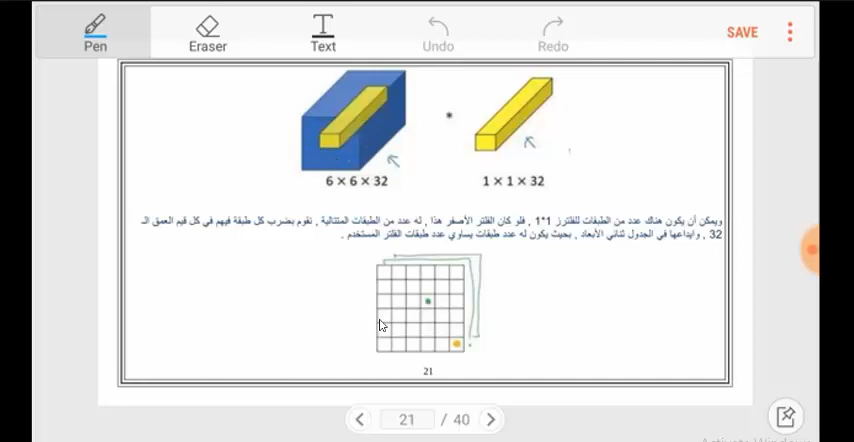 Pen
Eraser
Text
Undo
Redo
SAVE
*
6 × 6 × 32
1 × 1 × 32
ويمكن أن يكون هناك عدد من الطبقات للفلترز 1*1 , فلو كان الفلتر الأصفر هذا , له عدد من الطبقات المتتالية , نقوم بضرب كل طبقة فيهم في كل قيم العمق الـ
32 , وايداعها في الجدول ثنائي الأبعاد , بحيث يكون له عدد طبقات يساوي عدد طبقات الفلتر المستخدم .
21
21 / 40